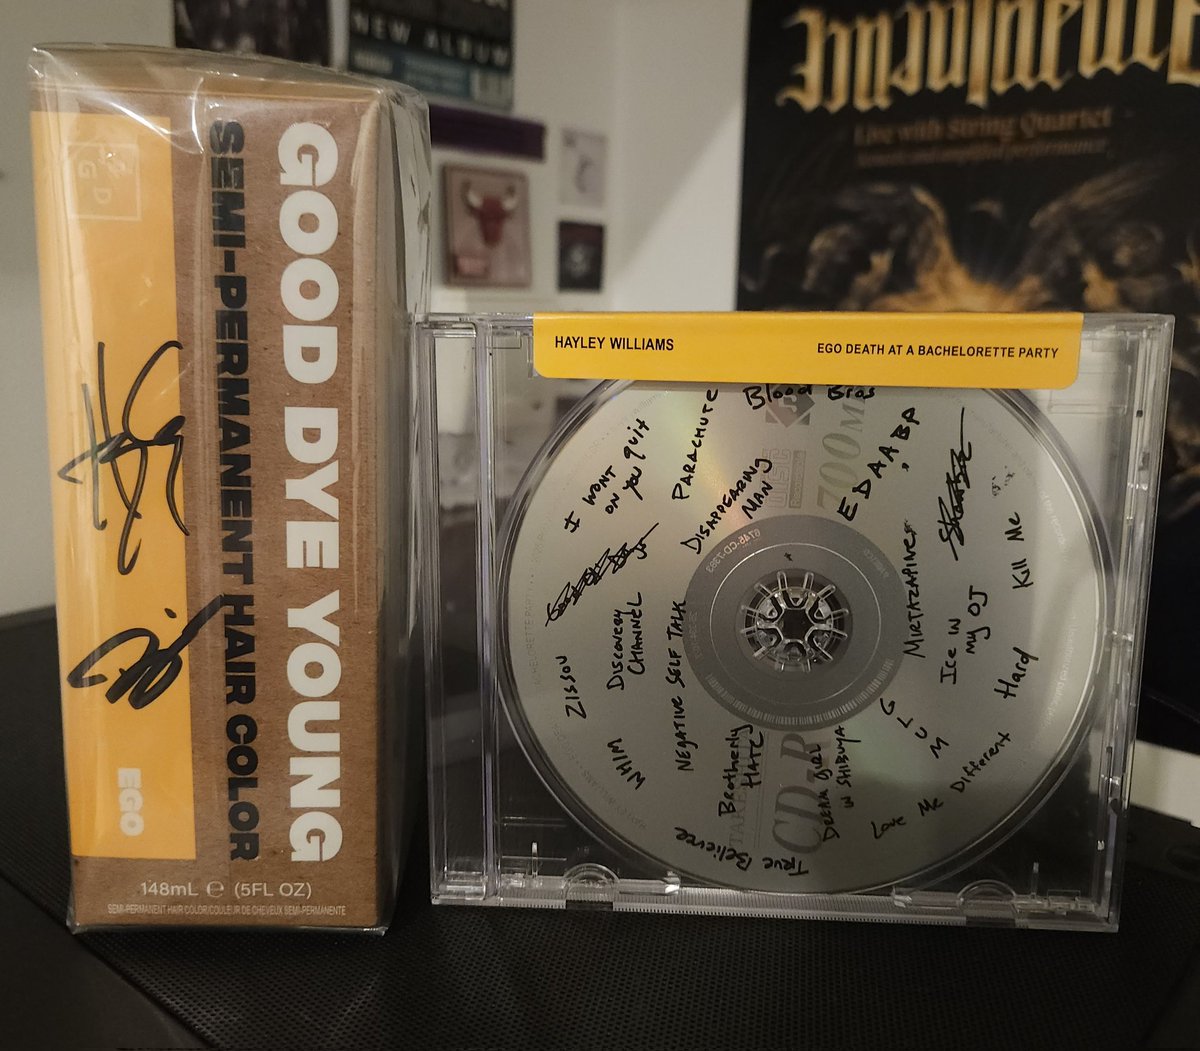 NEW ALBUM
Live with String Quartet
GOOD DYE YOUNG
SEMI-PERMANENT HAIR COLOR
EGO
148mL ℮ (5FL OZ)
SEMI-PERMANENT HAIR COLOR/COULEUR DE CHEVEUX SEMI-PERMANENTE
HAYLEY WILLIAMS
EGO DEATH AT A BACHELORETTE PARTY
Blood Bros
I WONT
QUIT
ON YOU
PARACHUTE
DISAPPEARING
MAN
EDAABP
700M
MIRTAZAPINE
Ice in
my OJ
Kill Me
Hard
GLUM
Love Me Different
DREAM GIRL
IN SHIBUYA
Brotherly
HATE
True Believer
NEGATIVE SELF TALK
DISCOVERY
CHANNEL
ZISSOU
WHIM
CD-R